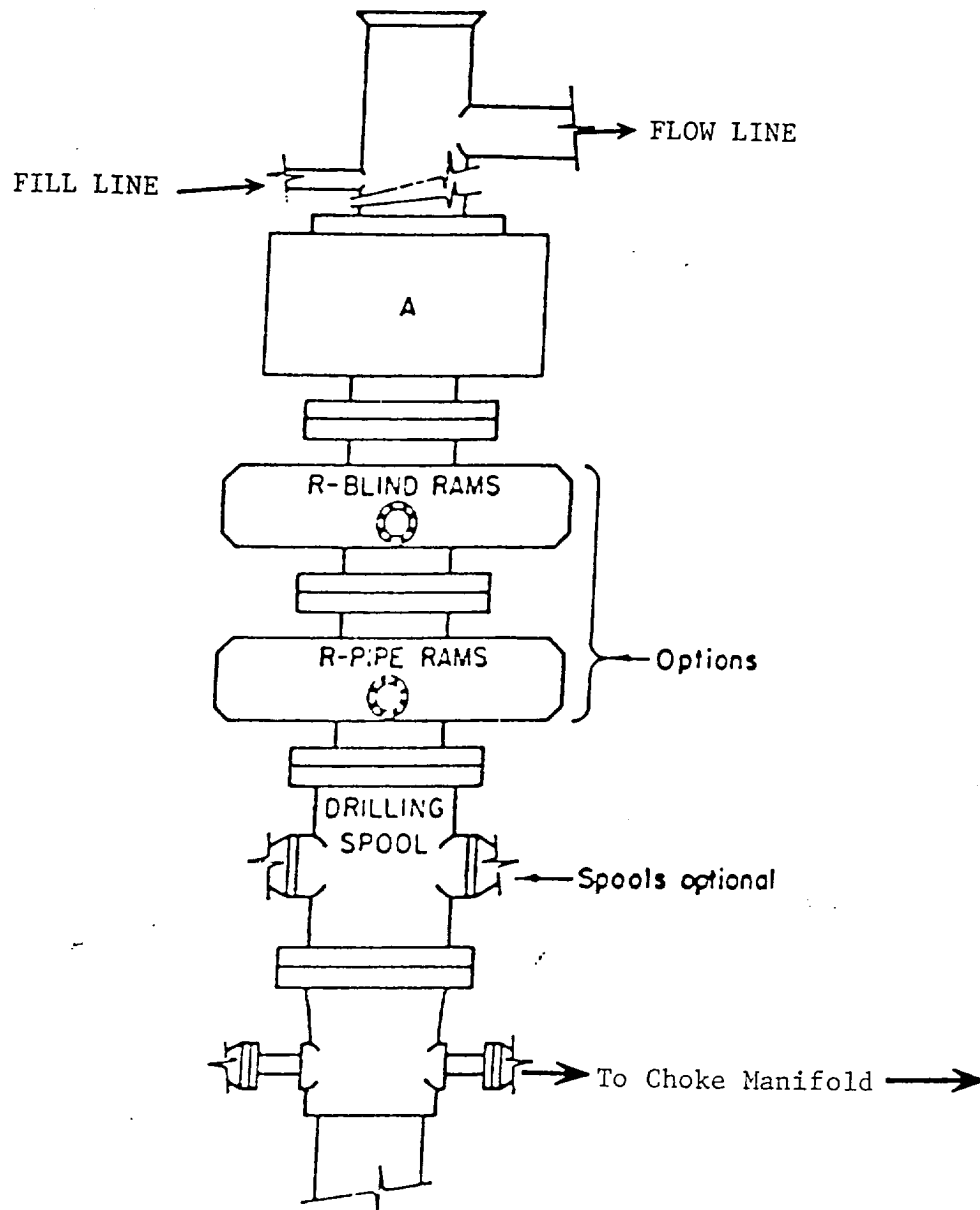 FLOW LINE
FILL LINE
A
R-BLIND RAMS
R-PIPE RAMS
Options
DRILLING
SPOOL
Spools optional
To Choke Manifold